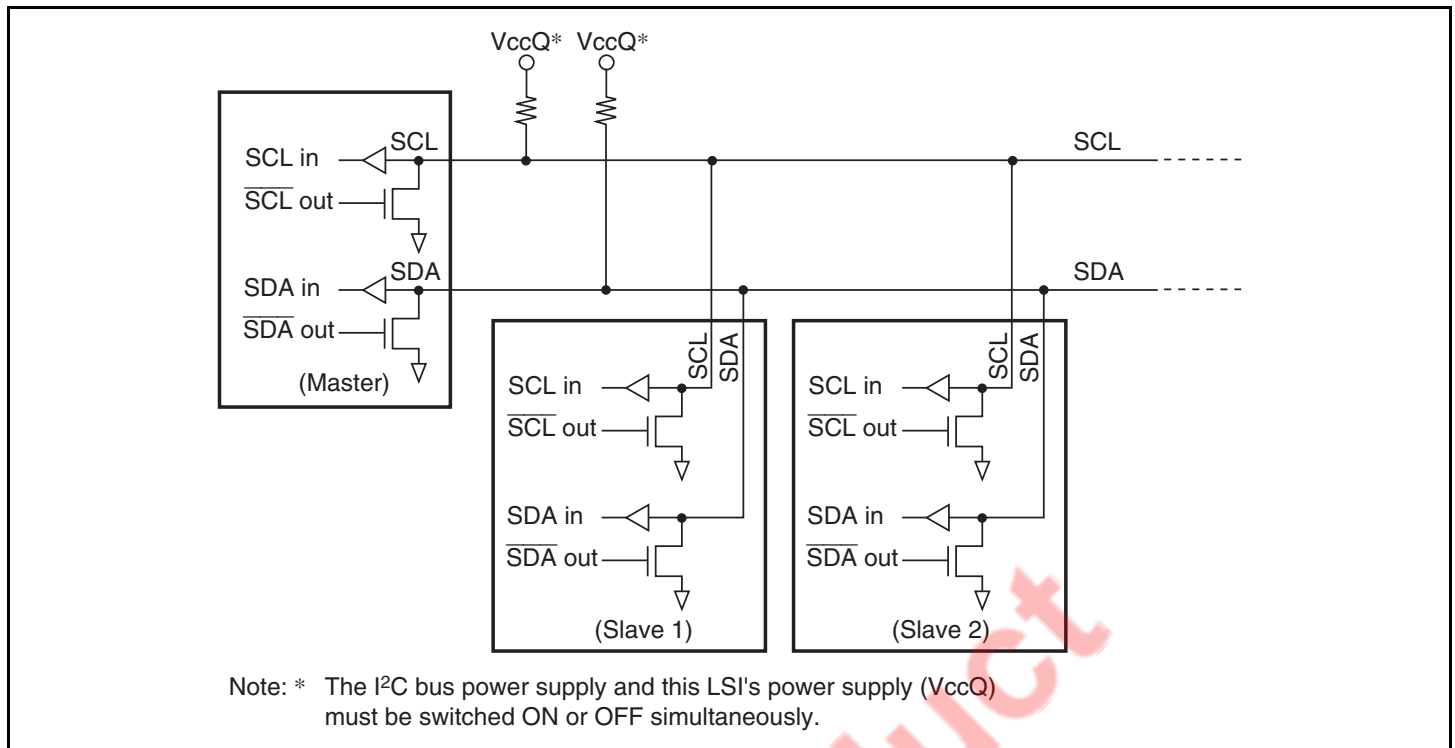 VccQ* VccQ*
SCL
SCL in
SCL out
SDA
SDA in
SDA out
(Master)
SCL
SDA
SCL
SDA
SCL in
SCL out
SDA in
SDA out
(Slave 1)
SCL
SDA
SCL in
SCL out
SDA in
SDA out
(Slave 2)
Note: * The I²C bus power supply and this LSI's power supply (VccQ)
must be switched ON or OFF simultaneously.
uct